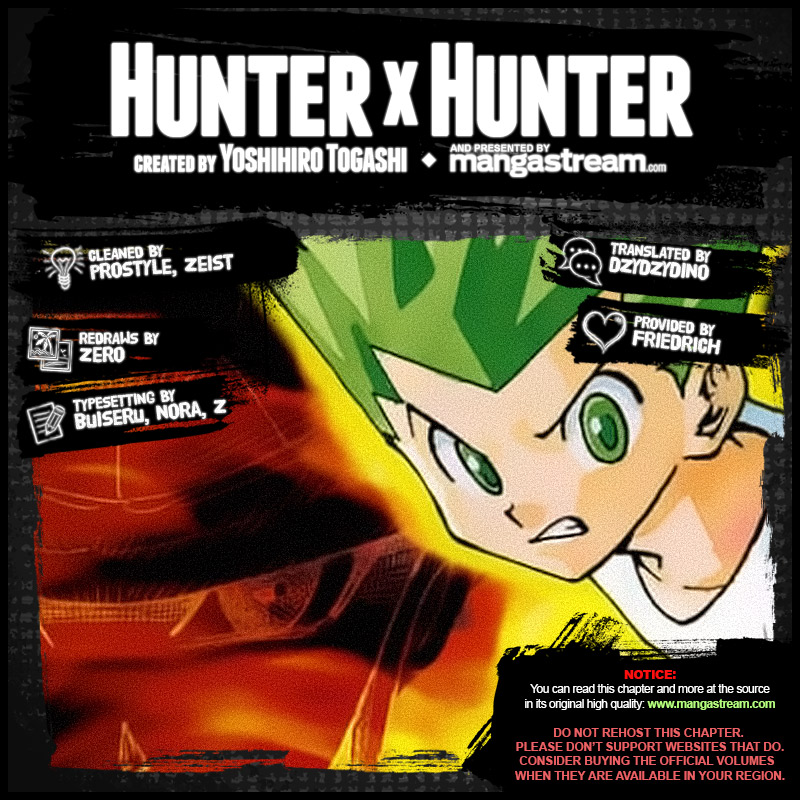 HUNTER X HUNTER
CREATED BY YOSHIHIRO TOGASHI ◆ AND PRESENTED BY mangastream.com
CLEANED BY
PROSTYLE, ZEIST
REDRAWS BY
ZERO
TYPESETTING BY
BUISERU, NORA, Z
TRANSLATED BY
DZYDZYDINO
PROVIDED BY
FRIEDRICH
NOTICE:
You can read this chapter and more at the source
in its original high quality: www.mangastream.com
DO NOT REHOST THIS CHAPTER.
PLEASE DON'T SUPPORT WEBSITES THAT DO.
CONSIDER BUYING THE OFFICIAL VOLUMES
WHEN THEY ARE AVAILABLE IN YOUR REGION.